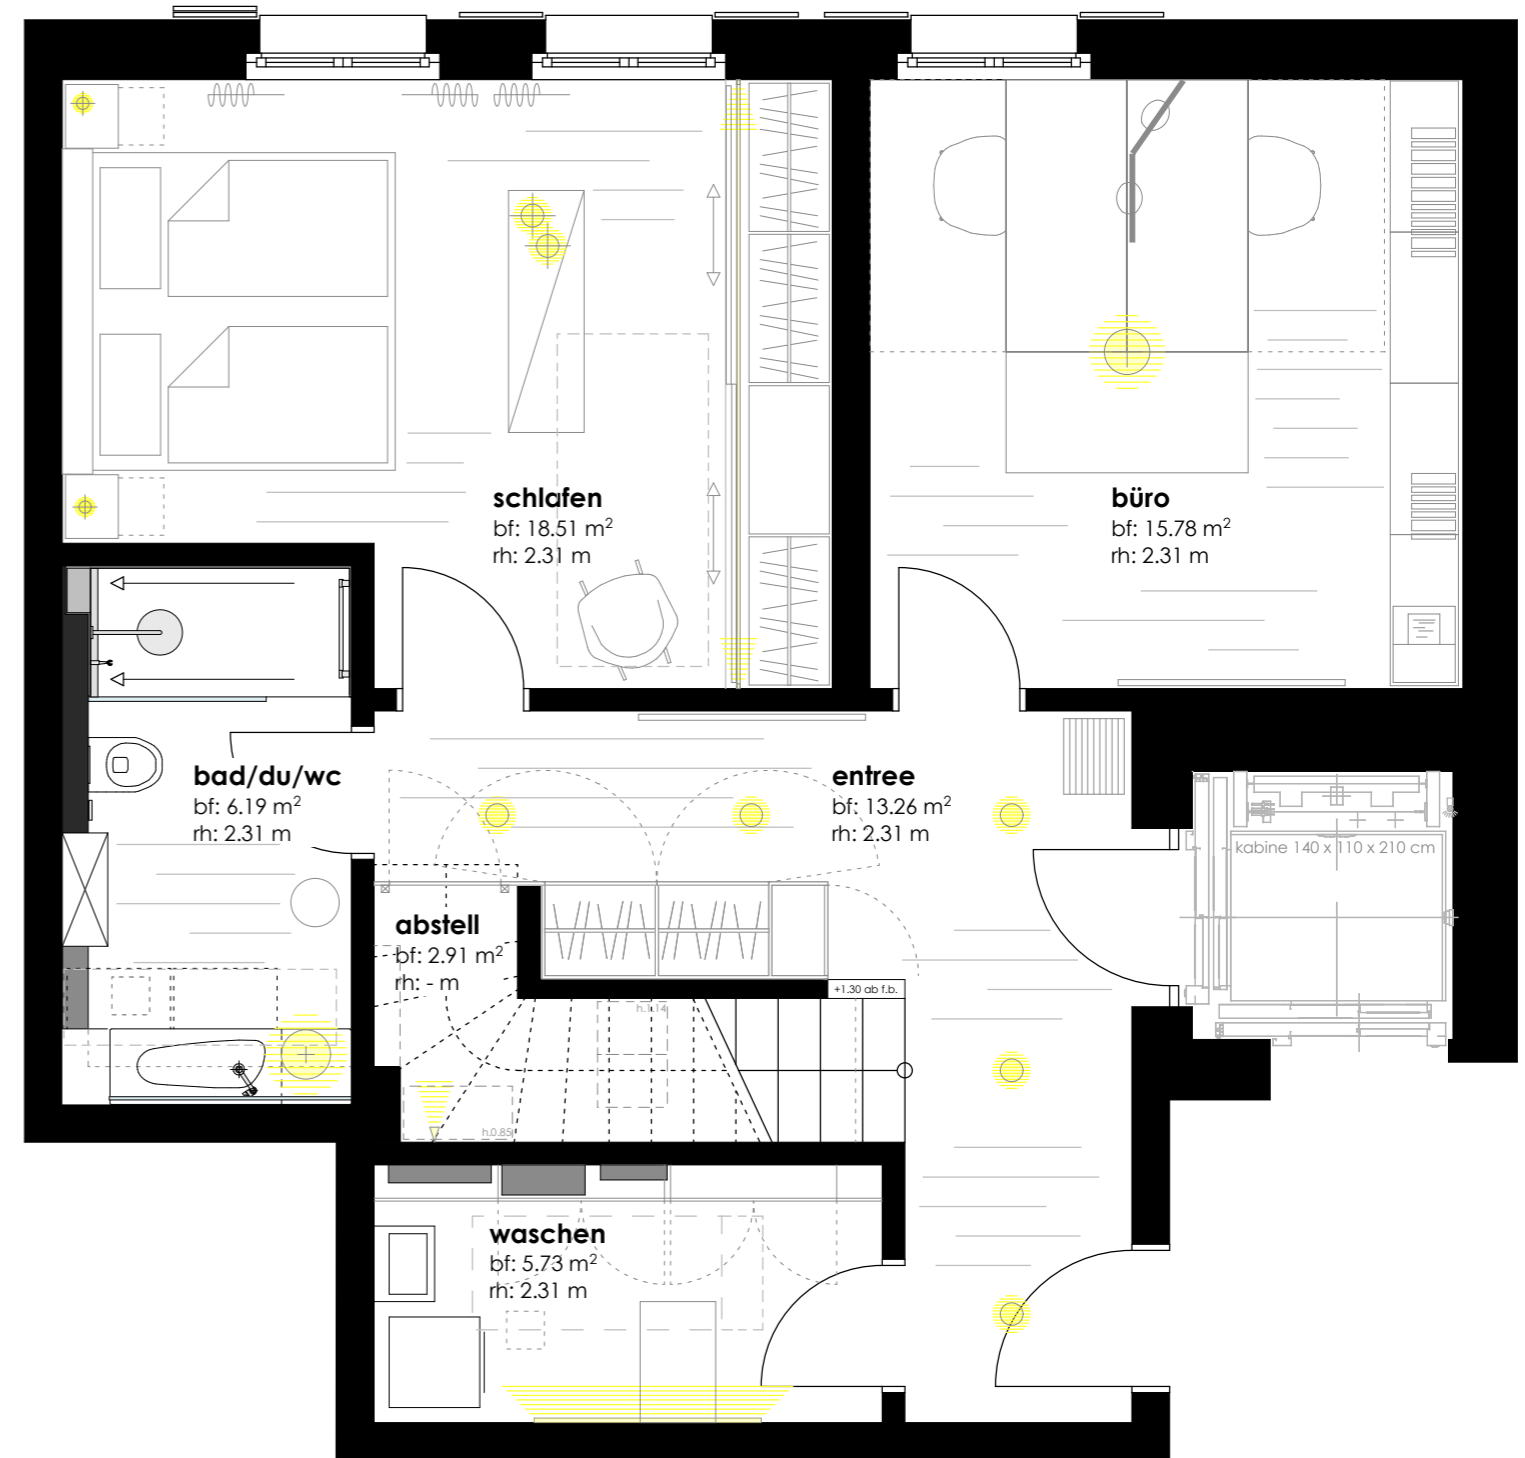 schlafen
bf: 18.51 m²
rh: 2.31 m
büro
bf: 15.78 m²
rh: 2.31 m
bad/du/wc
bf: 6.19 m²
rh: 2.31 m
entree
bf: 13.26 m²
rh: 2.31 m
kabine 140 x 110 x 210 cm
abstell
bf: 2.91 m²
rh: - m
+1.30 ab f.b.
h.1.14
h.0.85
waschen
bf: 5.73 m²
rh: 2.31 m